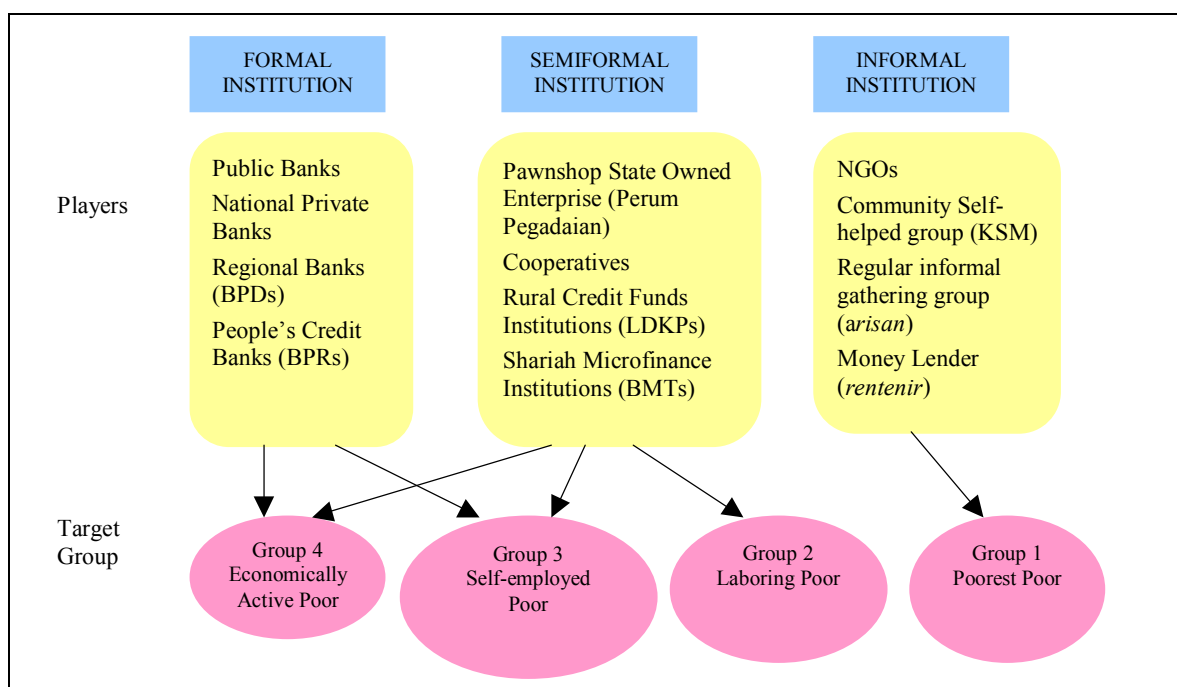 FORMAL
INSTITUTION
SEMIFORMAL
INSTITUTION
INFORMAL
INSTITUTION
Players
Public Banks
National Private
Banks
Regional Banks
(BPDs)
People’s Credit
Banks (BPRs)
Pawnshop State Owned
Enterprise (Perum
Pegadaian)
Cooperatives
Rural Credit Funds
Institutions (LDKPs)
Shariah Microfinance
Institutions (BMTs)
NGOs
Community Self-
helped group (KSM)
Regular informal
gathering group
(arisan)
Money Lender
(rentenir)
Target
Group
Group 4
Economically
Active Poor
Group 3
Self-employed
Poor
Group 2
Laboring Poor
Group 1
Poorest Poor